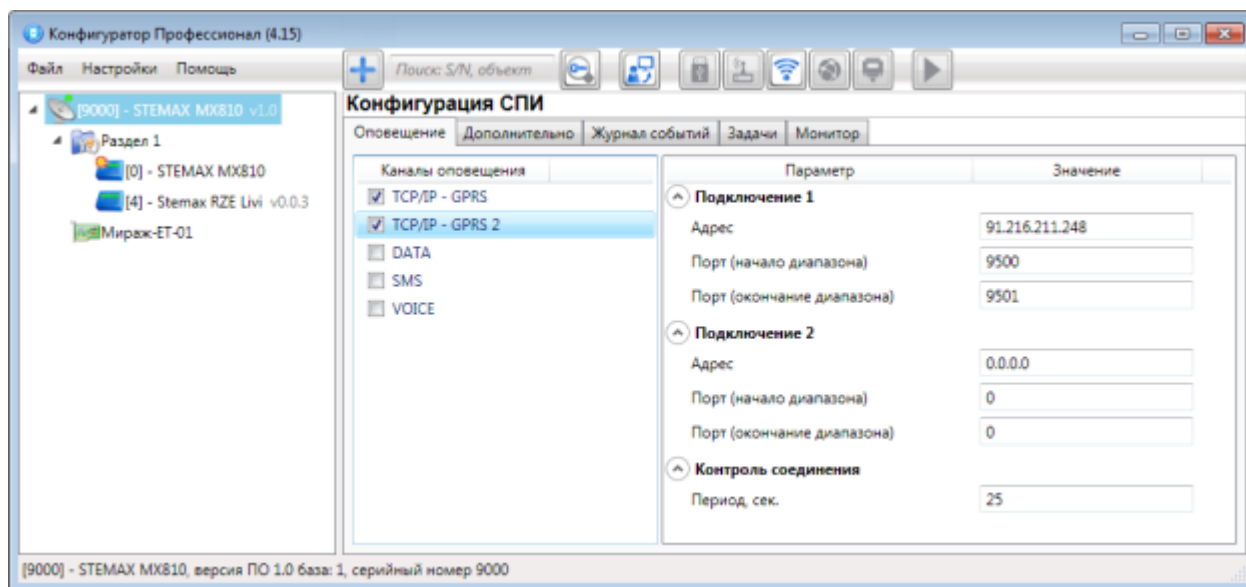 Конфигуратор Профессионал (4.15)
Файл Настройки Помощь
Поиск: S/N, объект
[9000] - STEMAX MX810 v1.0
Раздел 1
[0] - STEMAX MX810
[4] - Stemax RZE Livi v0.0.3
Мираж-ЕТ-01
Конфигурация СПИ
Оповещение Дополнительно Журнал событий Задачи Монитор
Каналы оповещения
TCP/IP - GPRS
TCP/IP - GPRS 2
DATA
SMS
VOICE
Параметр Значение
Подключение 1
Адрес 91.216.211.248
Порт (начало диапазона) 9500
Порт (окончание диапазона) 9501
Подключение 2
Адрес 0.0.0.0
Порт (начало диапазона) 0
Порт (окончание диапазона) 0
Контроль соединения
Период, сек. 25
[9000] - STEMAX MX810, версия ПО 1.0 база: 1, серийный номер 9000